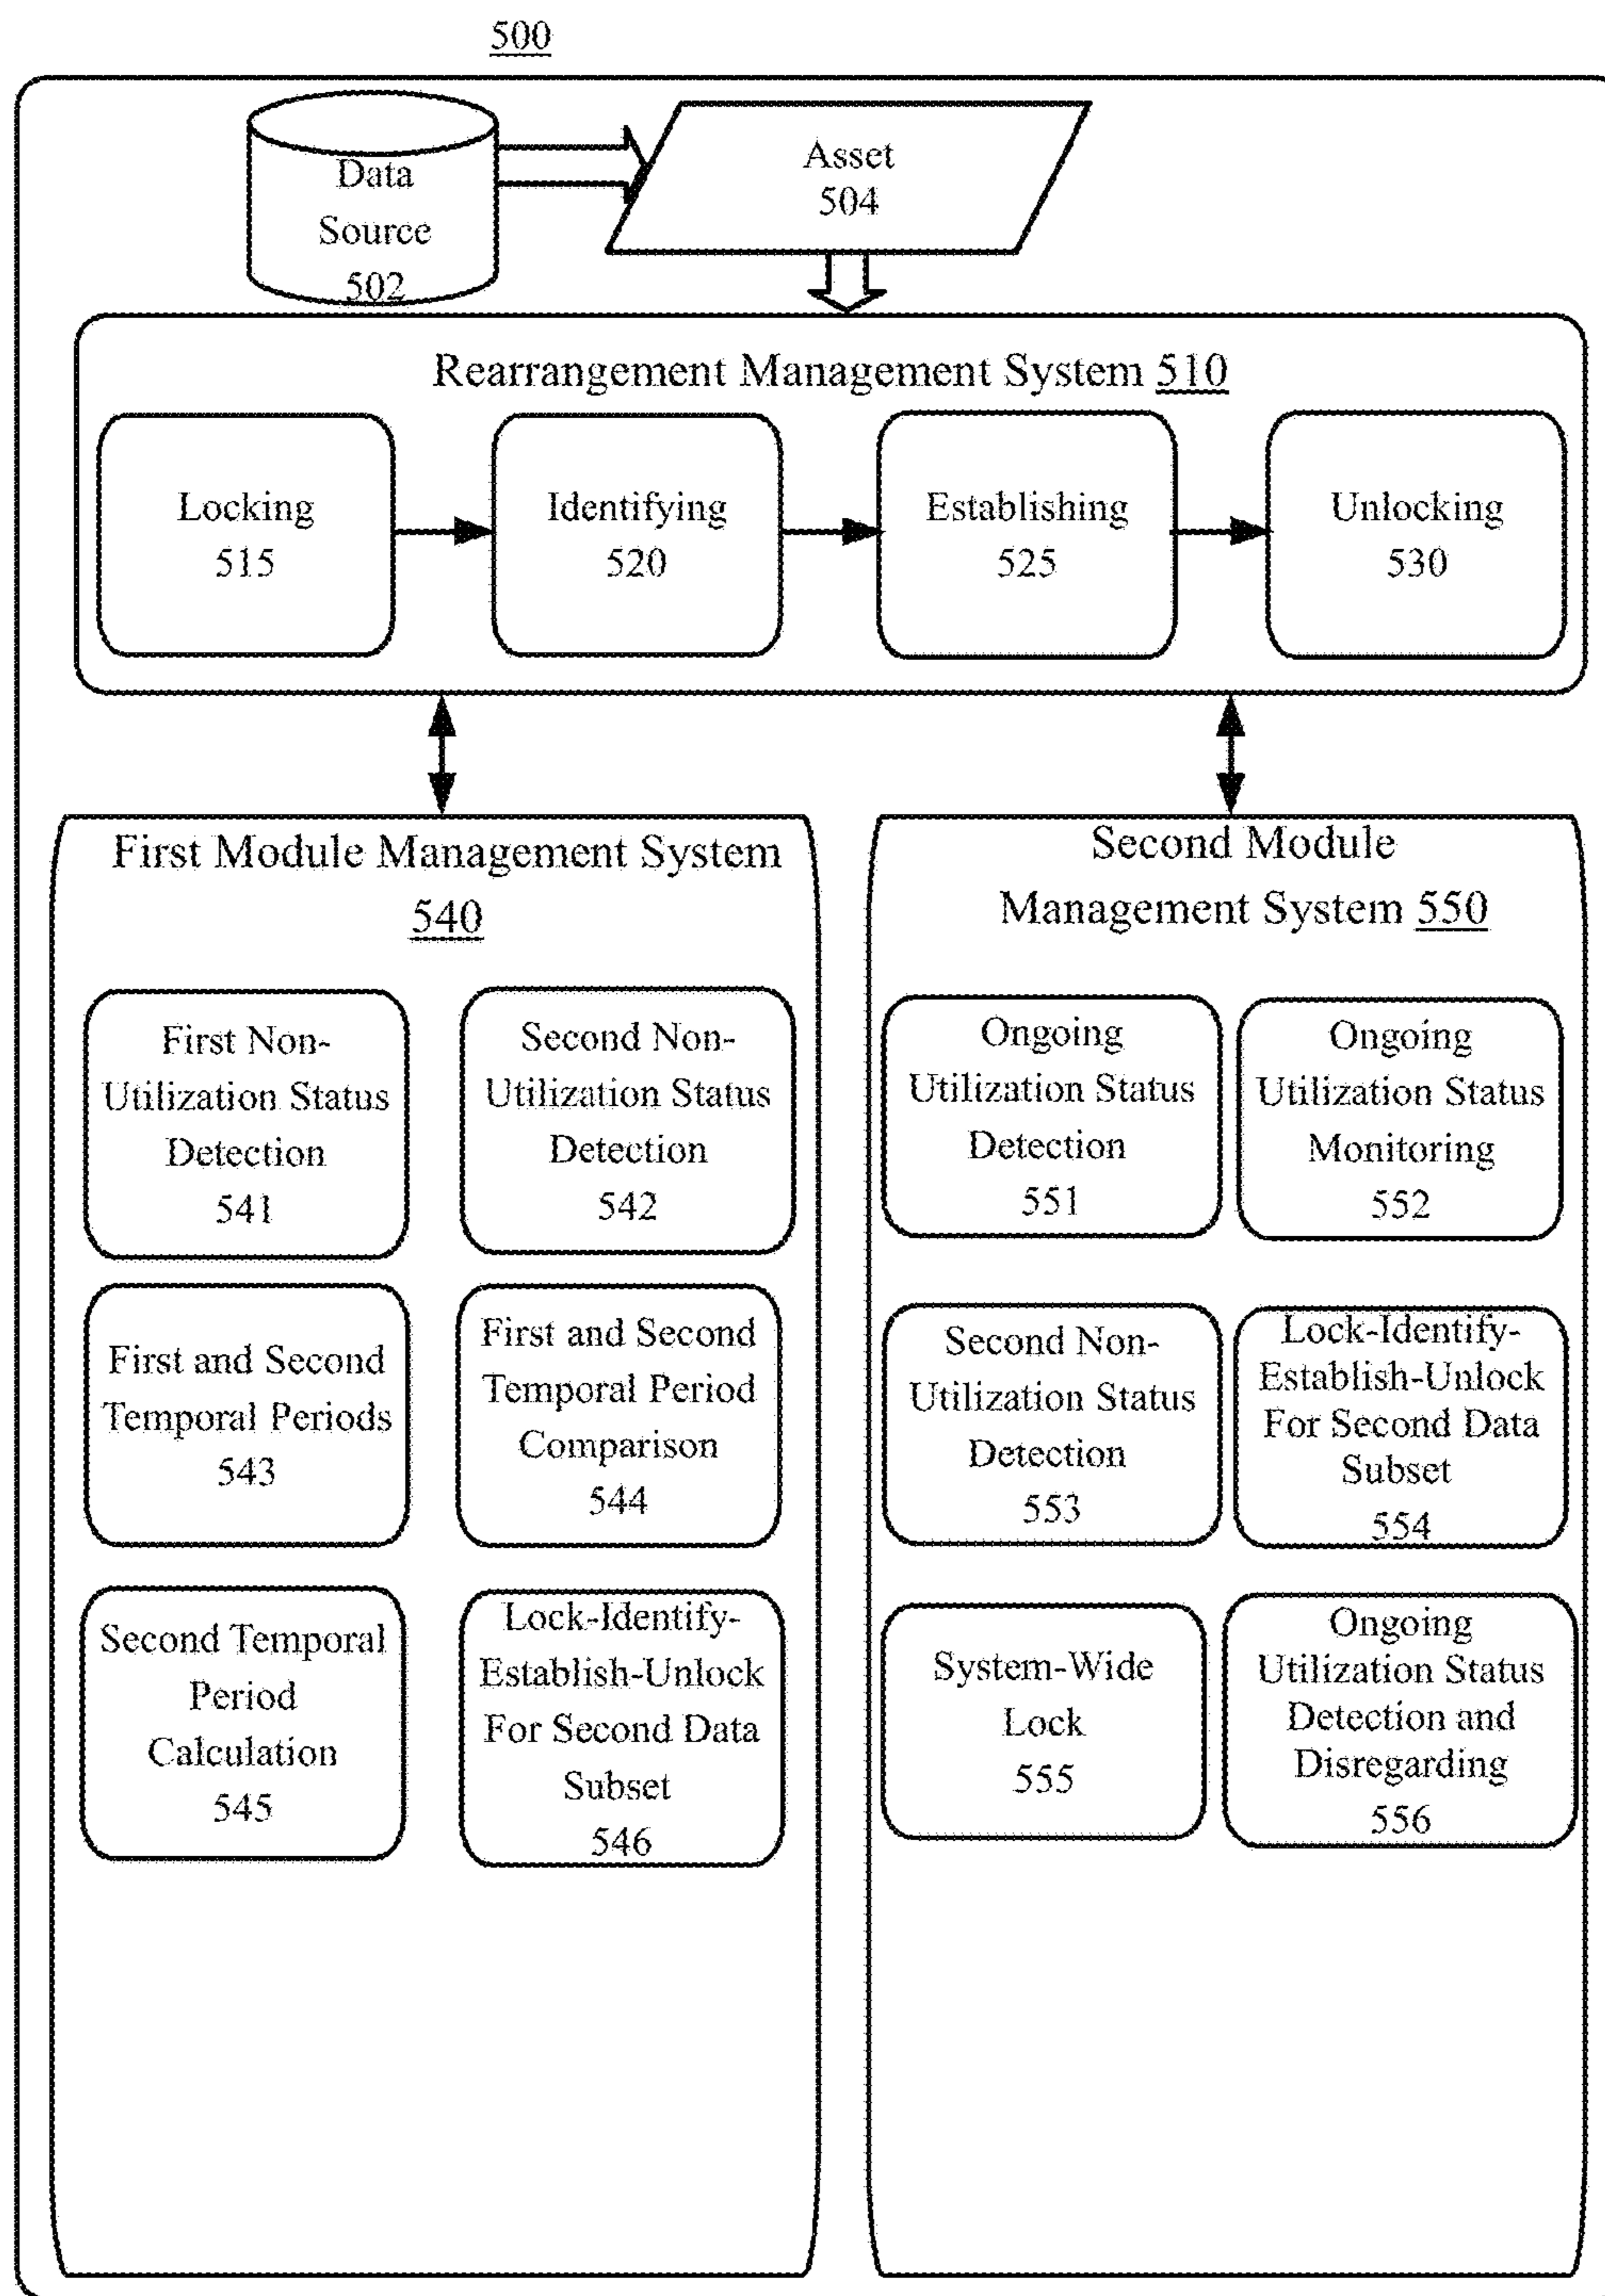 500
Data
Source
502
Asset
504
Rearrangement Management System 510
Locking
515
Identifying
520
Establishing
525
Unlocking
530
First Module Management System
540
First Non-
Utilization Status
Detection
541
Second Non-
Utilization Status
Detection
542
First and Second
Temporal Periods
543
First and Second
Temporal Period
Comparison
544
Second Temporal
Period
Calculation
545
Lock-Identify-
Establish-Unlock
For Second Data
Subset
546
Second Module
Management System 550
Ongoing
Utilization Status
Detection
551
Ongoing
Utilization Status
Monitoring
552
Second Non-
Utilization Status
Detection
553
Lock-Identify-
Establish-Unlock
For Second Data
Subset
554
System-Wide
Lock
555
Ongoing
Utilization Status
Detection and
Disregarding
556